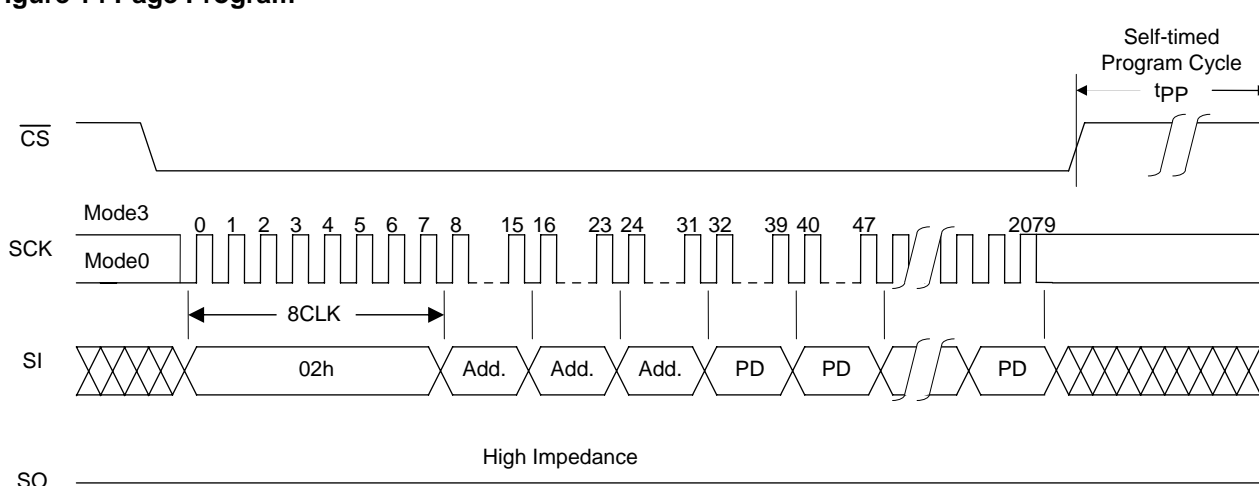 Figure 14 Page Program
Self-timed
Program Cycle
tPP
CS
Mode3
0 1 2 3 4 5 6 7 8 15 16 23 24 31 32 39 40 47 2079
SCK
Mode0
8CLK
SI
02h Add. Add. Add. PD PD PD
High Impedance
SO